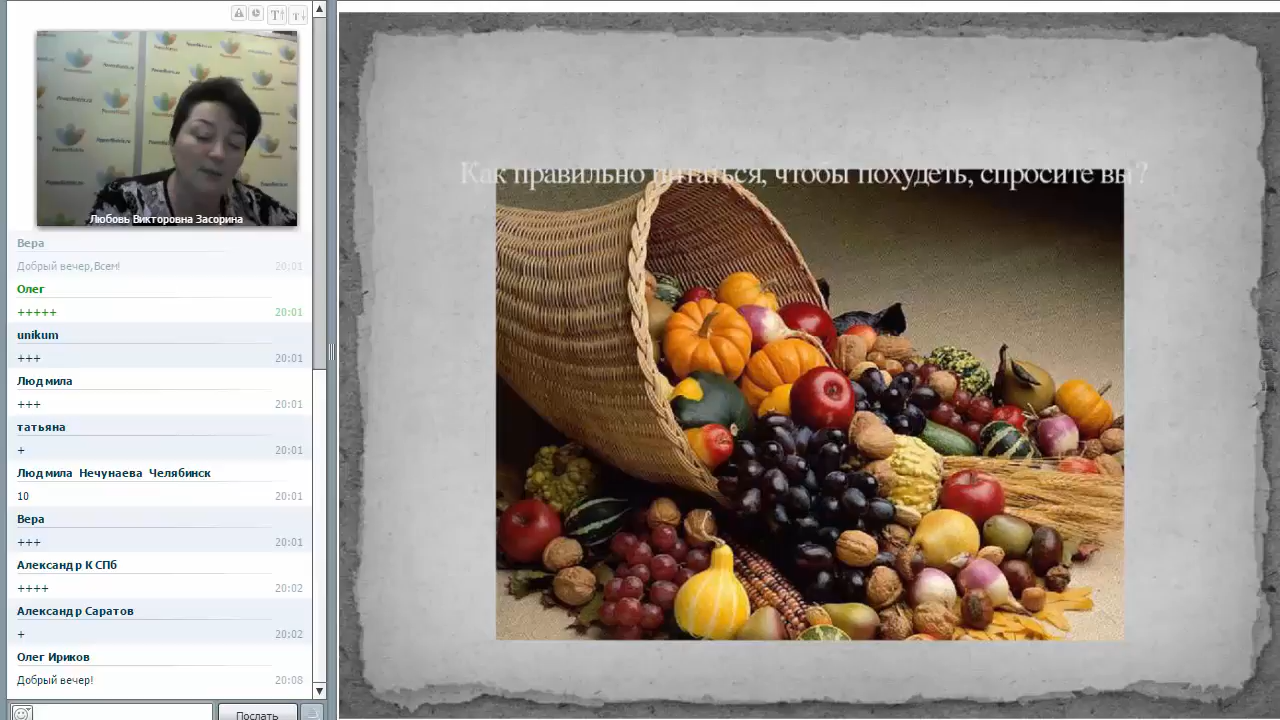 Любовь Викторовна Засорина
Вера
Добрый вечер,Всем! 20:01
Олег
+++++ 20:01
unikum
+++ 20:01
Людмила
+++ 20:01
татьяна
+ 20:01
Людмила Нечунаева Челябинск
10 20:01
Вера
+++ 20:01
Александр К СПб
++++ 20:02
Александр Саратов
+ 20:02
Олег Ириков
Добрый вечер! 20:08
Послать
Как правильно питаться, чтобы похудеть, спросите вы?